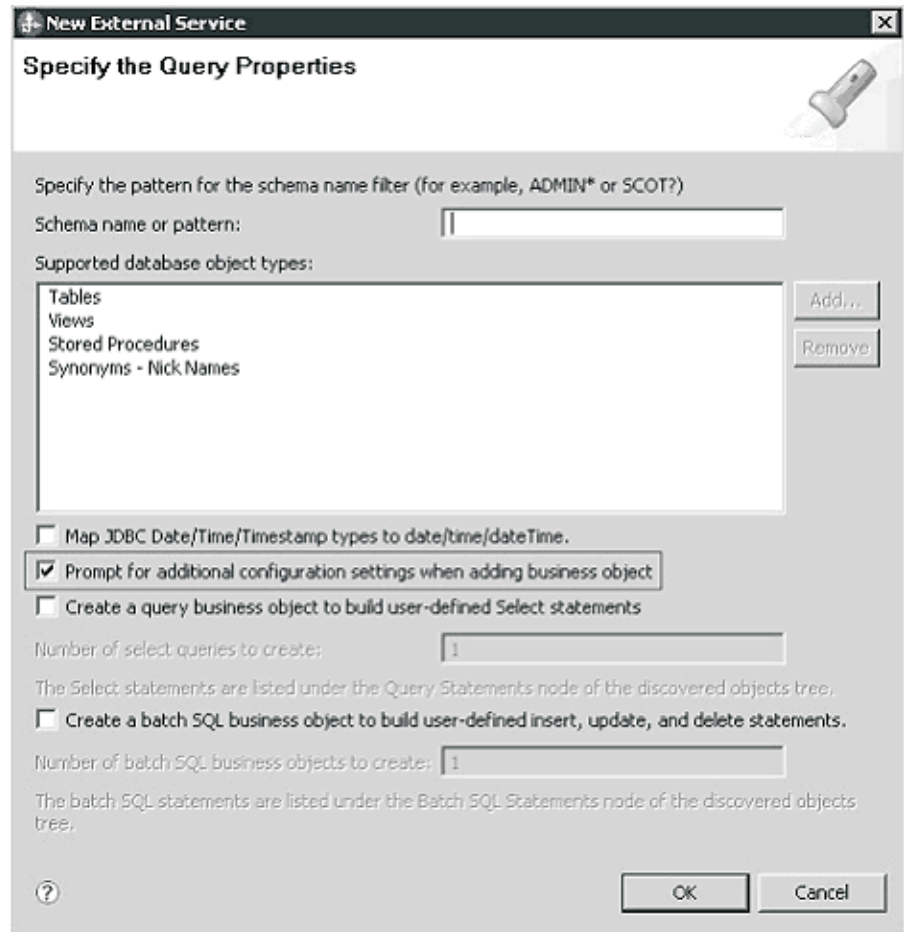 New External Service
Specify the Query Properties
Specify the pattern for the schema name filter (for example, ADMIN* or SCOT?)
Schema name or pattern:
Supported database object types:
Tables
Views
Stored Procedures
Synonyms - Nick Names
Add...
Remove
Map JDBC Date/Time/Timestamp types to date/time/dateTime.
Prompt for additional configuration settings when adding business object
Create a query business object to build user-defined Select statements
Number of select queries to create: 1
The Select statements are listed under the Query Statements node of the discovered objects tree.
Create a batch SQL business object to build user-defined insert, update, and delete statements.
Number of batch SQL business objects to create: 1
The batch SQL statements are listed under the Batch SQL Statements node of the discovered objects
tree.
?
OK Cancel